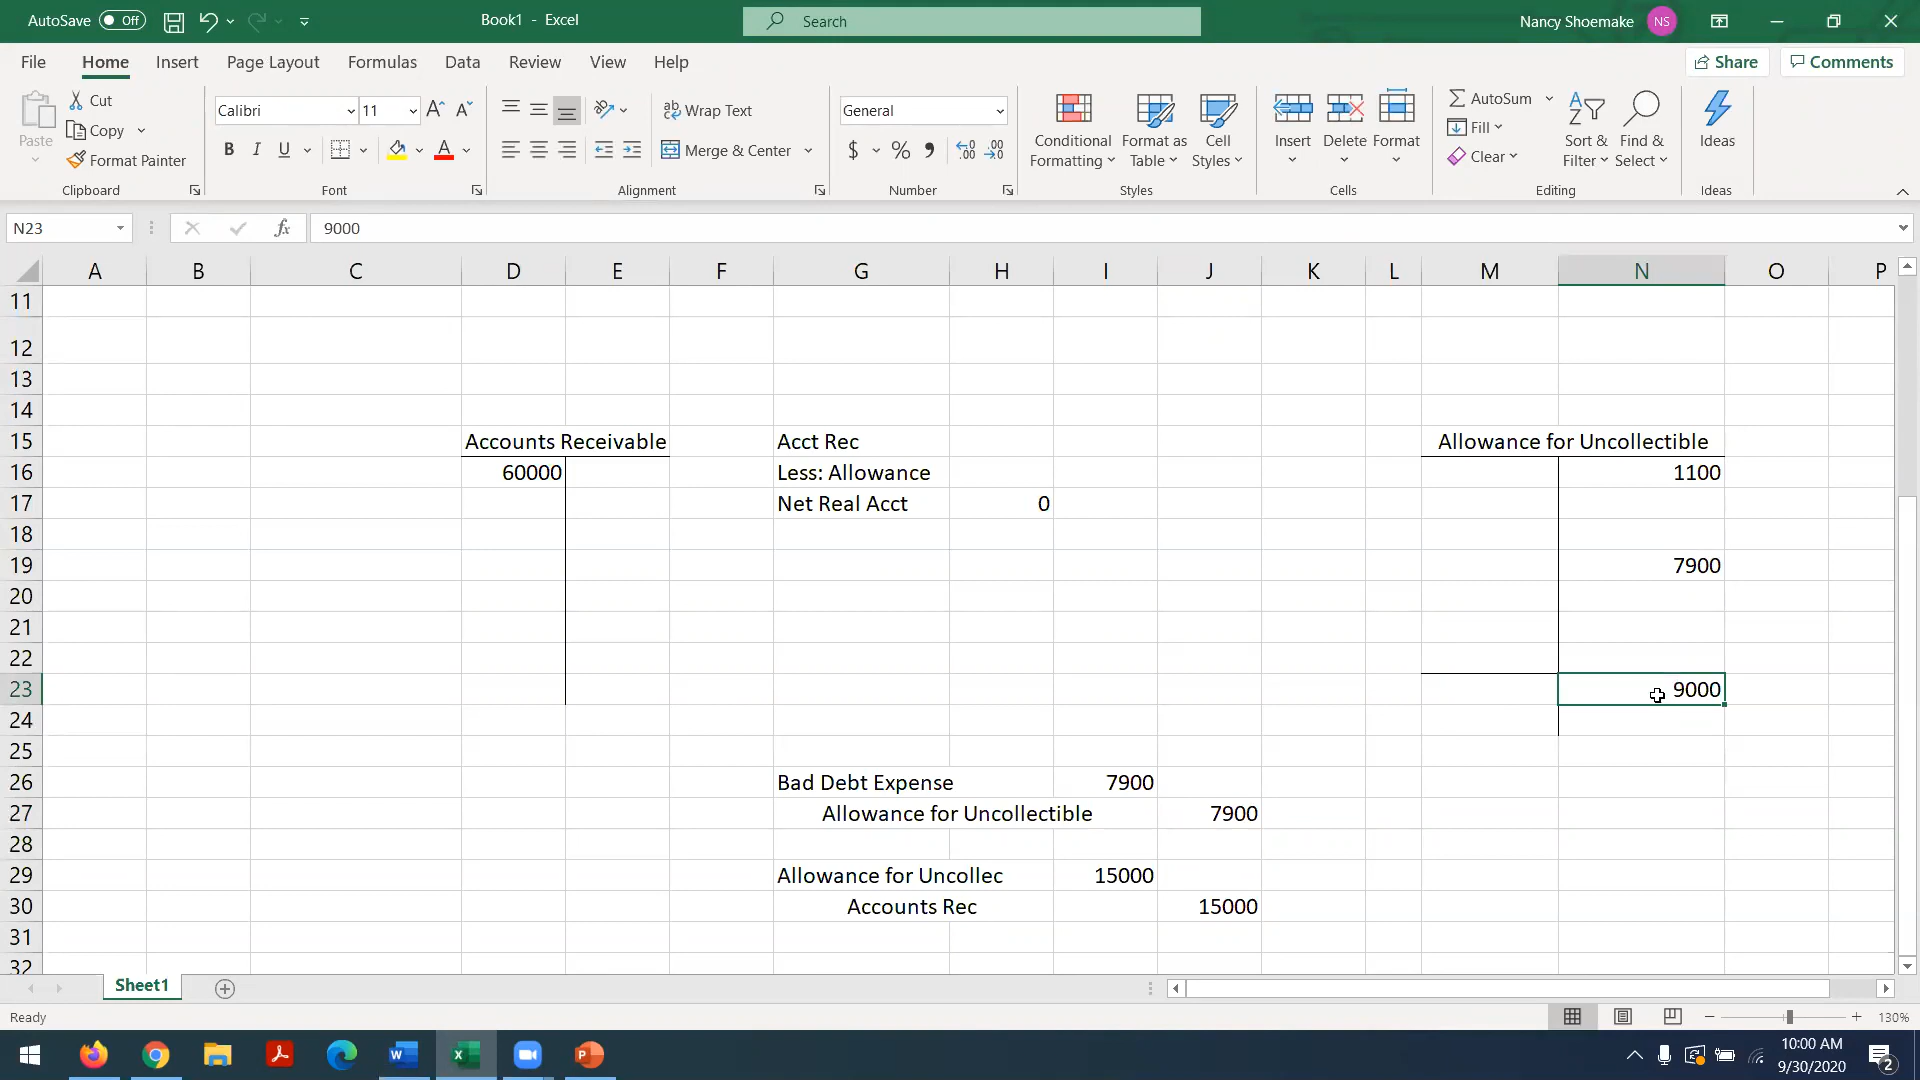 AutoSave Off Book1 - Excel Search Nancy Shoemake NS
File Home Insert Page Layout Formulas Data Review View Help Share Comments
Paste Cut Copy Format Painter Clipboard
Calibri 11 B I U A Font
Wrap Text Merge & Center Alignment
General $ % Number
Conditional Formatting Format as Table Cell Styles Styles
Insert Delete Format Cells
AutoSum Fill Clear Sort & Filter Find & Select Editing
Ideas Ideas
N23 fx 9000
A B C D E F G H I J K L M N O P
11
12
13
14
15 Accounts Receivable Acct Rec Allowance for Uncollectible
16 60000 Less: Allowance 1100
17 Net Real Acct 0
18
19 7900
20
21
22
23 9000
24
25
26 Bad Debt Expense 7900
27 Allowance for Uncollectible 7900
28
29 Allowance for Uncollec 15000
30 Accounts Rec 15000
31
32
Sheet1
Ready 130%
10:00 AM
9/30/2020 2